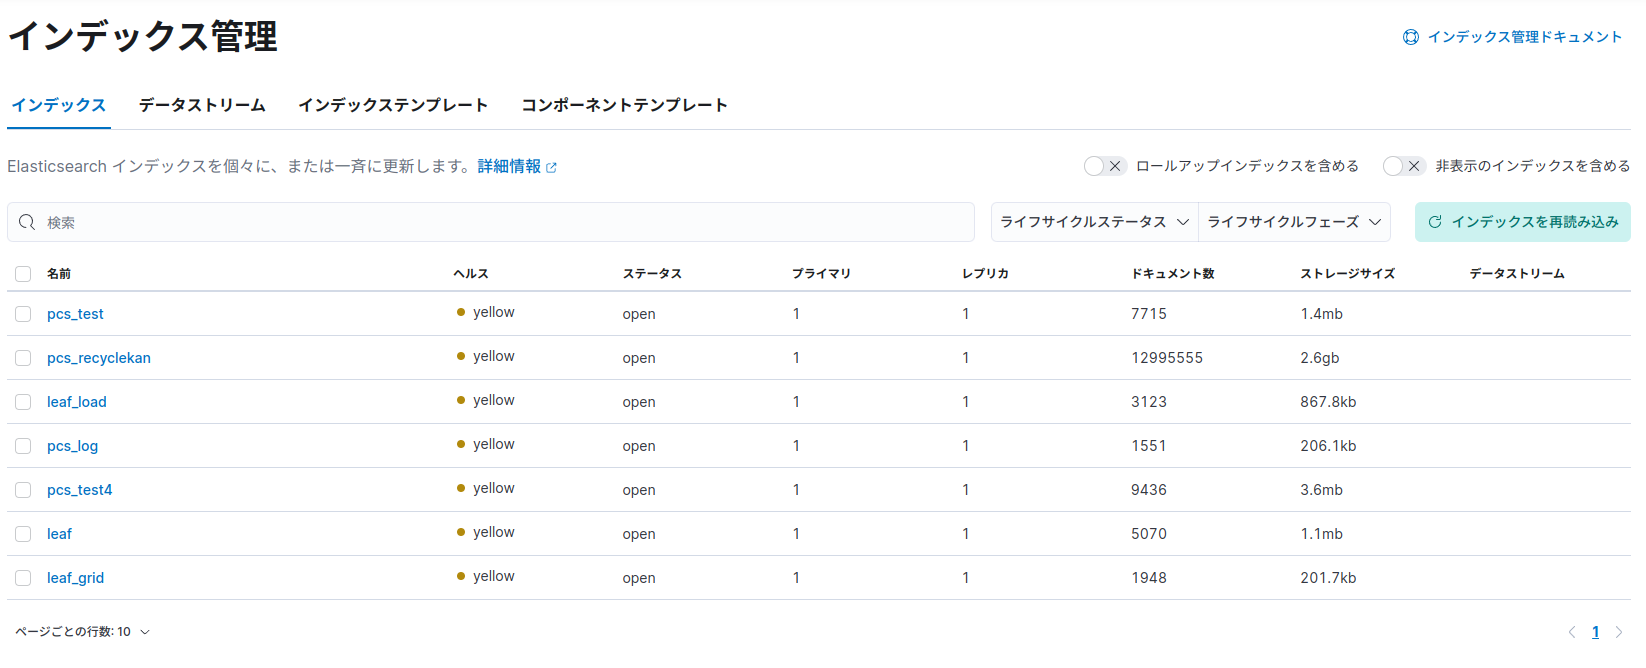 インデックス管理
インデックス管理ドキュメント
インデックス データストリーム インデックステンプレート コンポーネントテンプレート
Elasticsearch インデックスを個々に、または一斉に更新します。詳細情報 ロールアップインデックスを含める 非表示のインデックスを含める
検索 ライフサイクルステータス ライフサイクルフェーズ インデックスを再読み込み
名前 ヘルス ステータス プライマリ レプリカ ドキュメント数 ストレージサイズ データストリーム
pcs_test yellow open 1 1 7715 1.4mb
pcs_recyclekan yellow open 1 1 12995555 2.6gb
leaf_load yellow open 1 1 3123 867.8kb
pcs_log yellow open 1 1 1551 206.1kb
pcs_test4 yellow open 1 1 9436 3.6mb
leaf yellow open 1 1 5070 1.1mb
leaf_grid yellow open 1 1 1948 201.7kb
ページごとの行数: 10 1